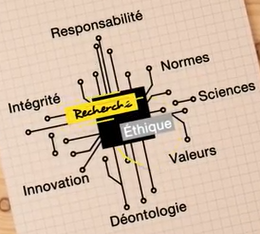 Responsabilité
Normes
Intégrité
Sciences
Recherche
Éthique
Valeurs
Innovation
Déontologie